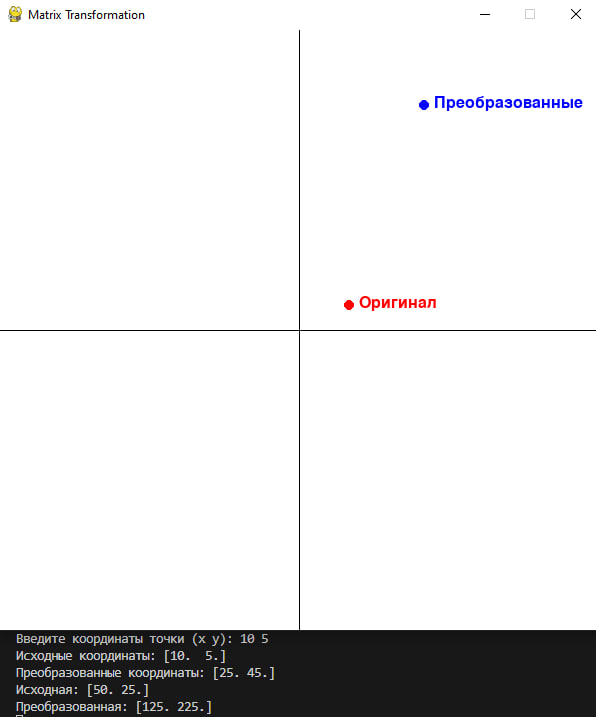 Matrix Transformation
Преобразованные
Оригинал
Введите координаты точки (x y): 10 5
Исходные координаты: [10.  5.]
Преобразованные координаты: [25. 45.]
Исходная: [50. 25.]
Преобразованная: [125. 225.]